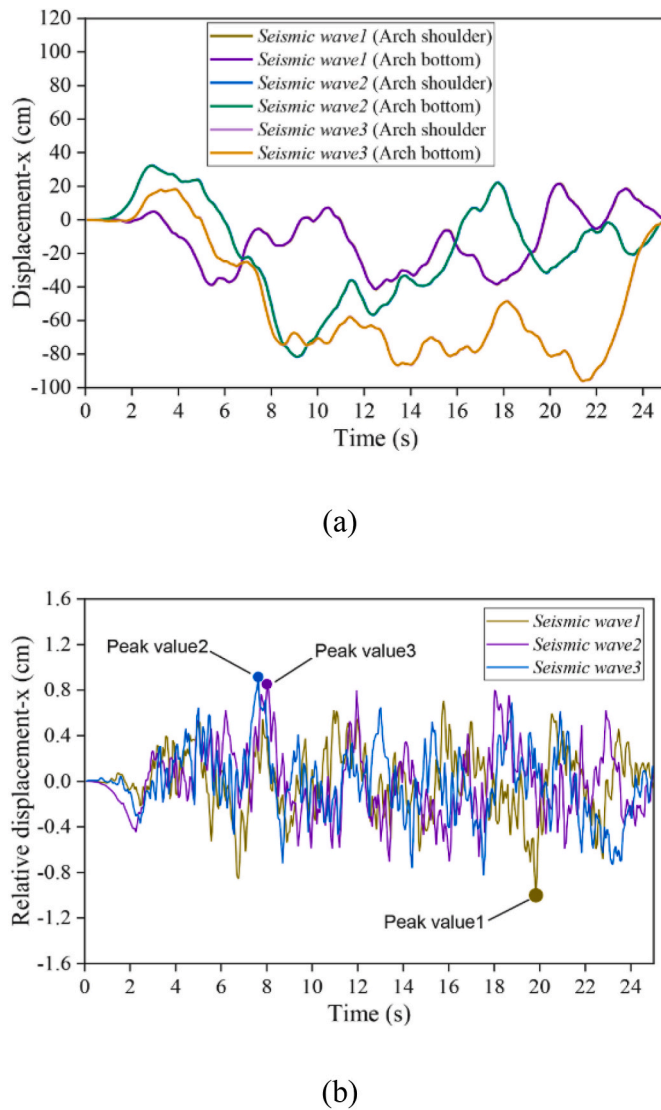 120
100
80
60
40
20
0
-20
-40
-60
-80
-100
Displacement-x (cm)
Seismic wave1 (Arch shoulder)
Seismic wave1 (Arch bottom)
Seismic wave2 (Arch shoulder)
Seismic wave2 (Arch bottom)
Seismic wave3 (Arch shoulder
Seismic wave3 (Arch bottom)
0 2 4 6 8 10 12 14 16 18 20 22 24
Time (s)
(a)
1.6
1.2
0.8
0.4
0.0
-0.4
-0.8
-1.2
-1.6
Relative displacement-x (cm)
Seismic wave1
Seismic wave2
Seismic wave3
Peak value2
Peak value3
Peak value1
0 2 4 6 8 10 12 14 16 18 20 22 24
Time (s)
(b)